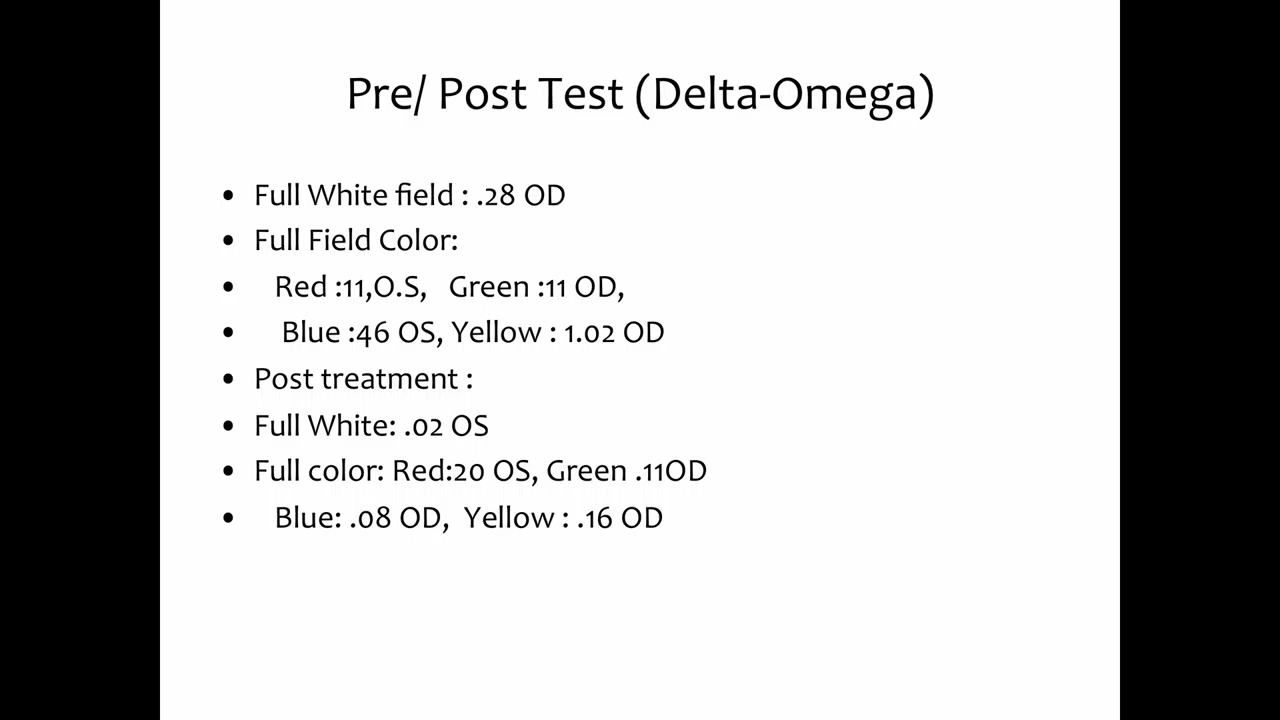 Pre/ Post Test (Delta-Omega)
• Full White field : .28 OD
• Full Field Color:
• Red :11,O.S, Green :11 OD,
• Blue :46 OS, Yellow : 1.02 OD
• Post treatment :
• Full White: .02 OS
• Full color: Red:20 OS, Green .11OD
• Blue: .08 OD, Yellow : .16 OD